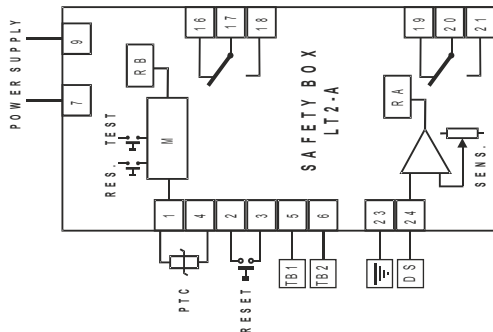 POWER SUPPLY
9
7
16
17
18
19
20
21
RB
RES.
TEST
M
SAFETY BOX
LT2-A
RA
SENS.
1
4
2
3
5
6
23
24
PTC
RESET
TB1
TB2
DS